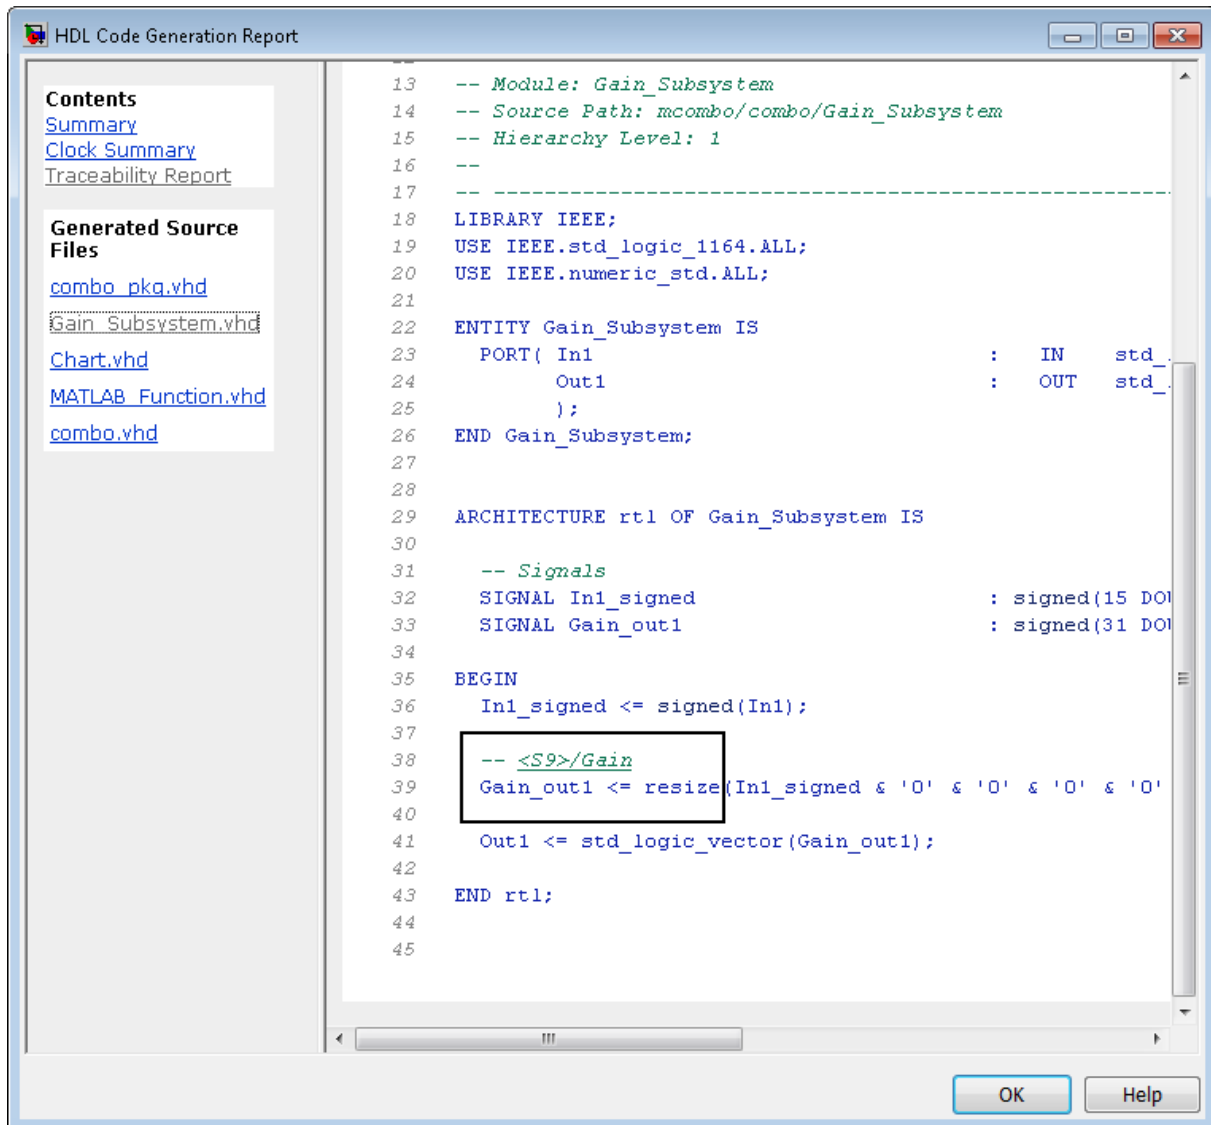 HDL Code Generation Report
Contents
Summary
Clock Summary
Traceability Report
Generated Source
Files
combo_pkg.vhd
Gain_Subsystem.vhd
Chart.vhd
MATLAB_Function.vhd
combo.vhd
13 -- Module: Gain_Subsystem
14 -- Source Path: mcombo/combo/Gain_Subsystem
15 -- Hierarchy Level: 1
16 --
17 -- -----------------------------------------------------
18 LIBRARY IEEE;
19 USE IEEE.std_logic_1164.ALL;
20 USE IEEE.numeric_std.ALL;
21
22 ENTITY Gain_Subsystem IS
23 PORT( In1 : IN std_
24 Out1 : OUT std_
25 );
26 END Gain_Subsystem;
27
28
29 ARCHITECTURE rtl OF Gain_Subsystem IS
30
31 -- Signals
32 SIGNAL In1_signed : signed(15 DO
33 SIGNAL Gain_out1 : signed(31 DO
34
35 BEGIN
36 In1_signed <= signed(In1);
37
38 -- <S9>/Gain
39 Gain_out1 <= resize(In1_signed & '0' & '0' & '0' & '0'
40
41 Out1 <= std_logic_vector(Gain_out1);
42
43 END rtl;
44
45
OK Help